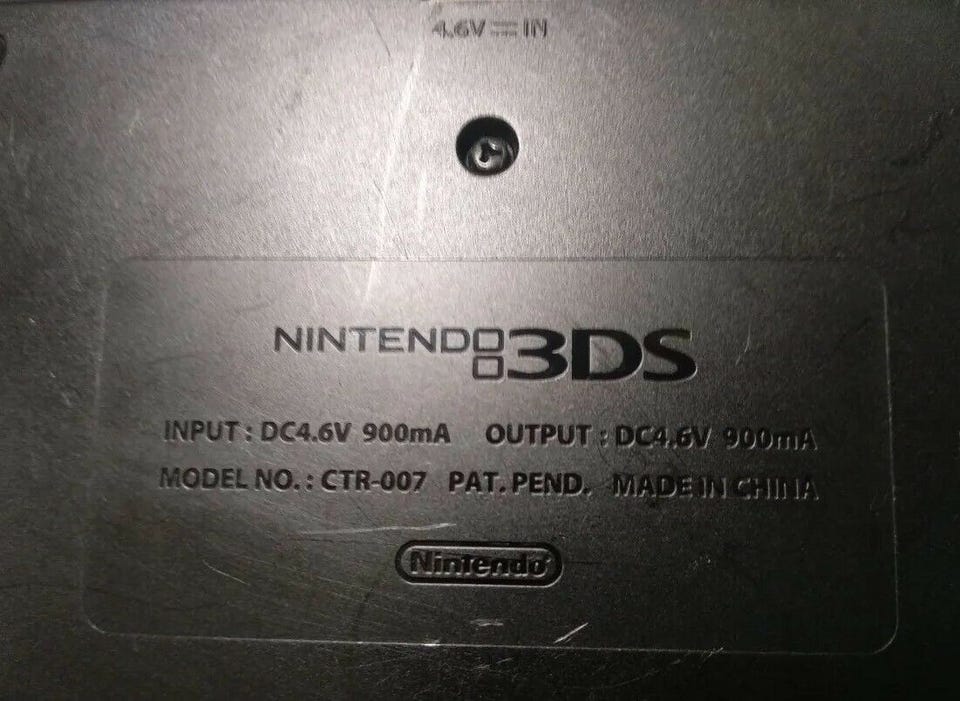 4.6V ⎓ IN
NINTENDO 3DS
INPUT : DC4.6V 900mA OUTPUT : DC4.6V 900mA
MODEL NO. : CTR-007 PAT. PEND. MADE IN CHINA
Nintendo